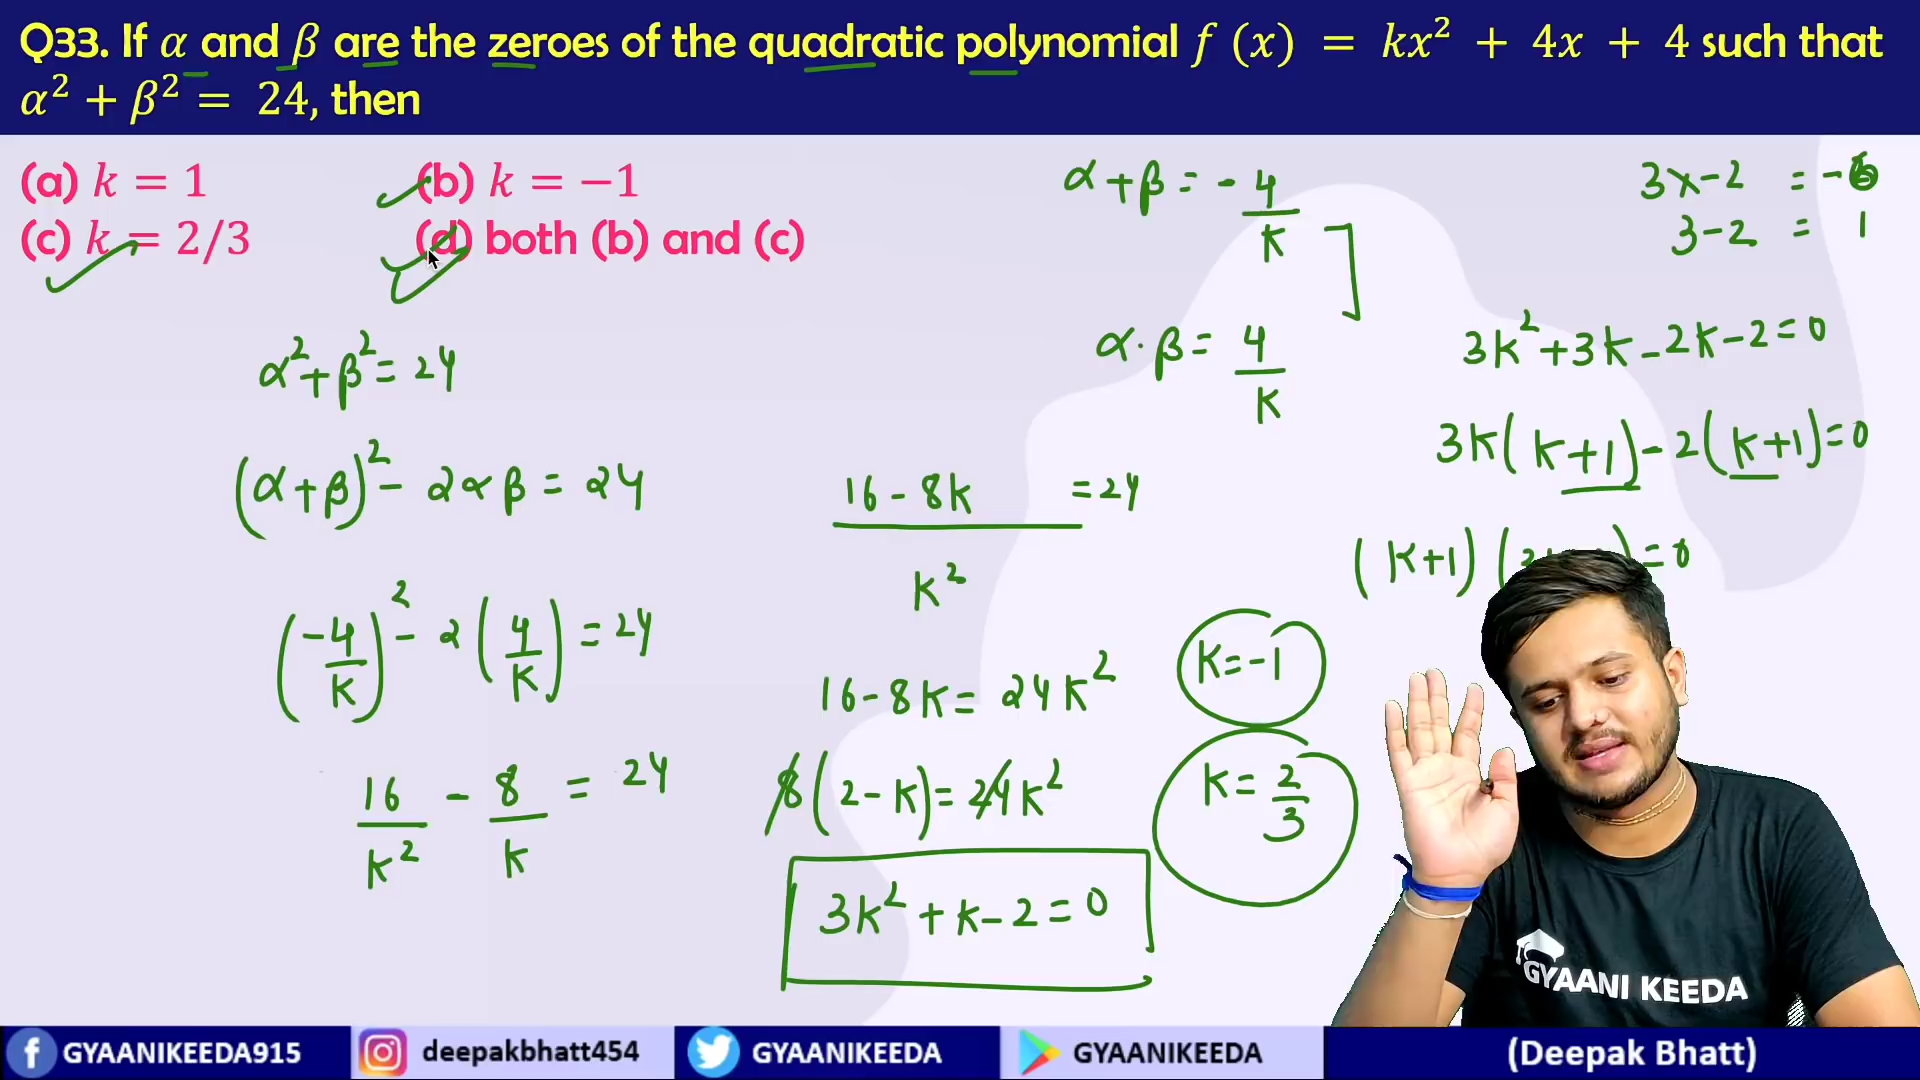 Q33. If α and β are the zeroes of the quadratic polynomial f (x) = kx² + 4x + 4 such that
α² + β² = 24, then
(a) k = 1 (b) k = −1
(c) k = 2/3 (d) both (b) and (c)
α²+β² = 24
(α+β)² - 2αβ = 24
(-4/K)² - 2(4/K) = 24
16/K² - 8/K = 24
α+β = -4/K
α·β = 4/K
16-8K/K² = 24
16-8K = 24K²
8(2-K) = 24K²
3K²+K-2=0
3x-2 = -6
3-2 = 1
3K²+3K-2K-2=0
3K(K+1)-2(K+1)=0
(K+1)( )=0
K=-1
K=2/3
GYAANI KEEDA
GYAANIKEEDA915 deepakbhatt454 GYAANIKEEDA GYAANIKEEDA (Deepak Bhatt)